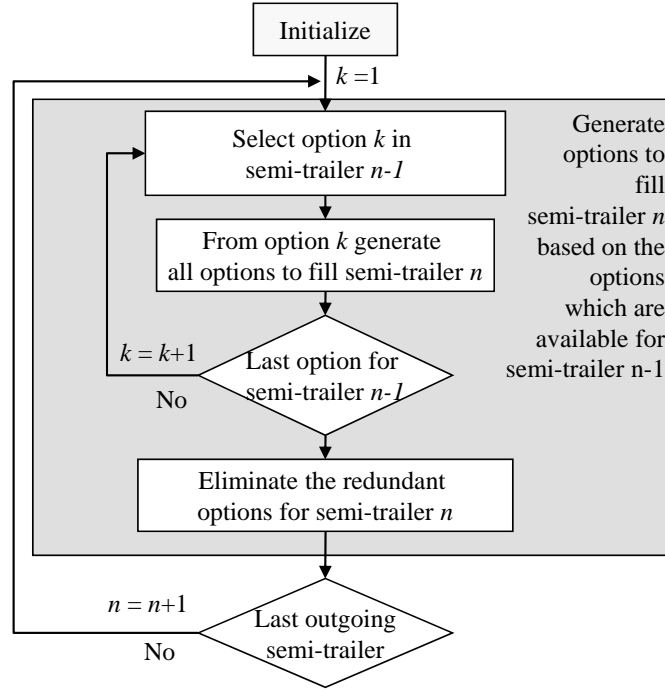 Initialize
k =1
Select option k in
semi-trailer n-1
From option k generate
all options to fill semi-trailer n
k = k+1
No
Last option for
semi-trailer n-1
Eliminate the redundant
options for semi-trailer n
Generate
options to
fill
semi-trailer n
based on the
options
which are
available for
semi-trailer n-1
n = n+1
No
Last outgoing
semi-trailer